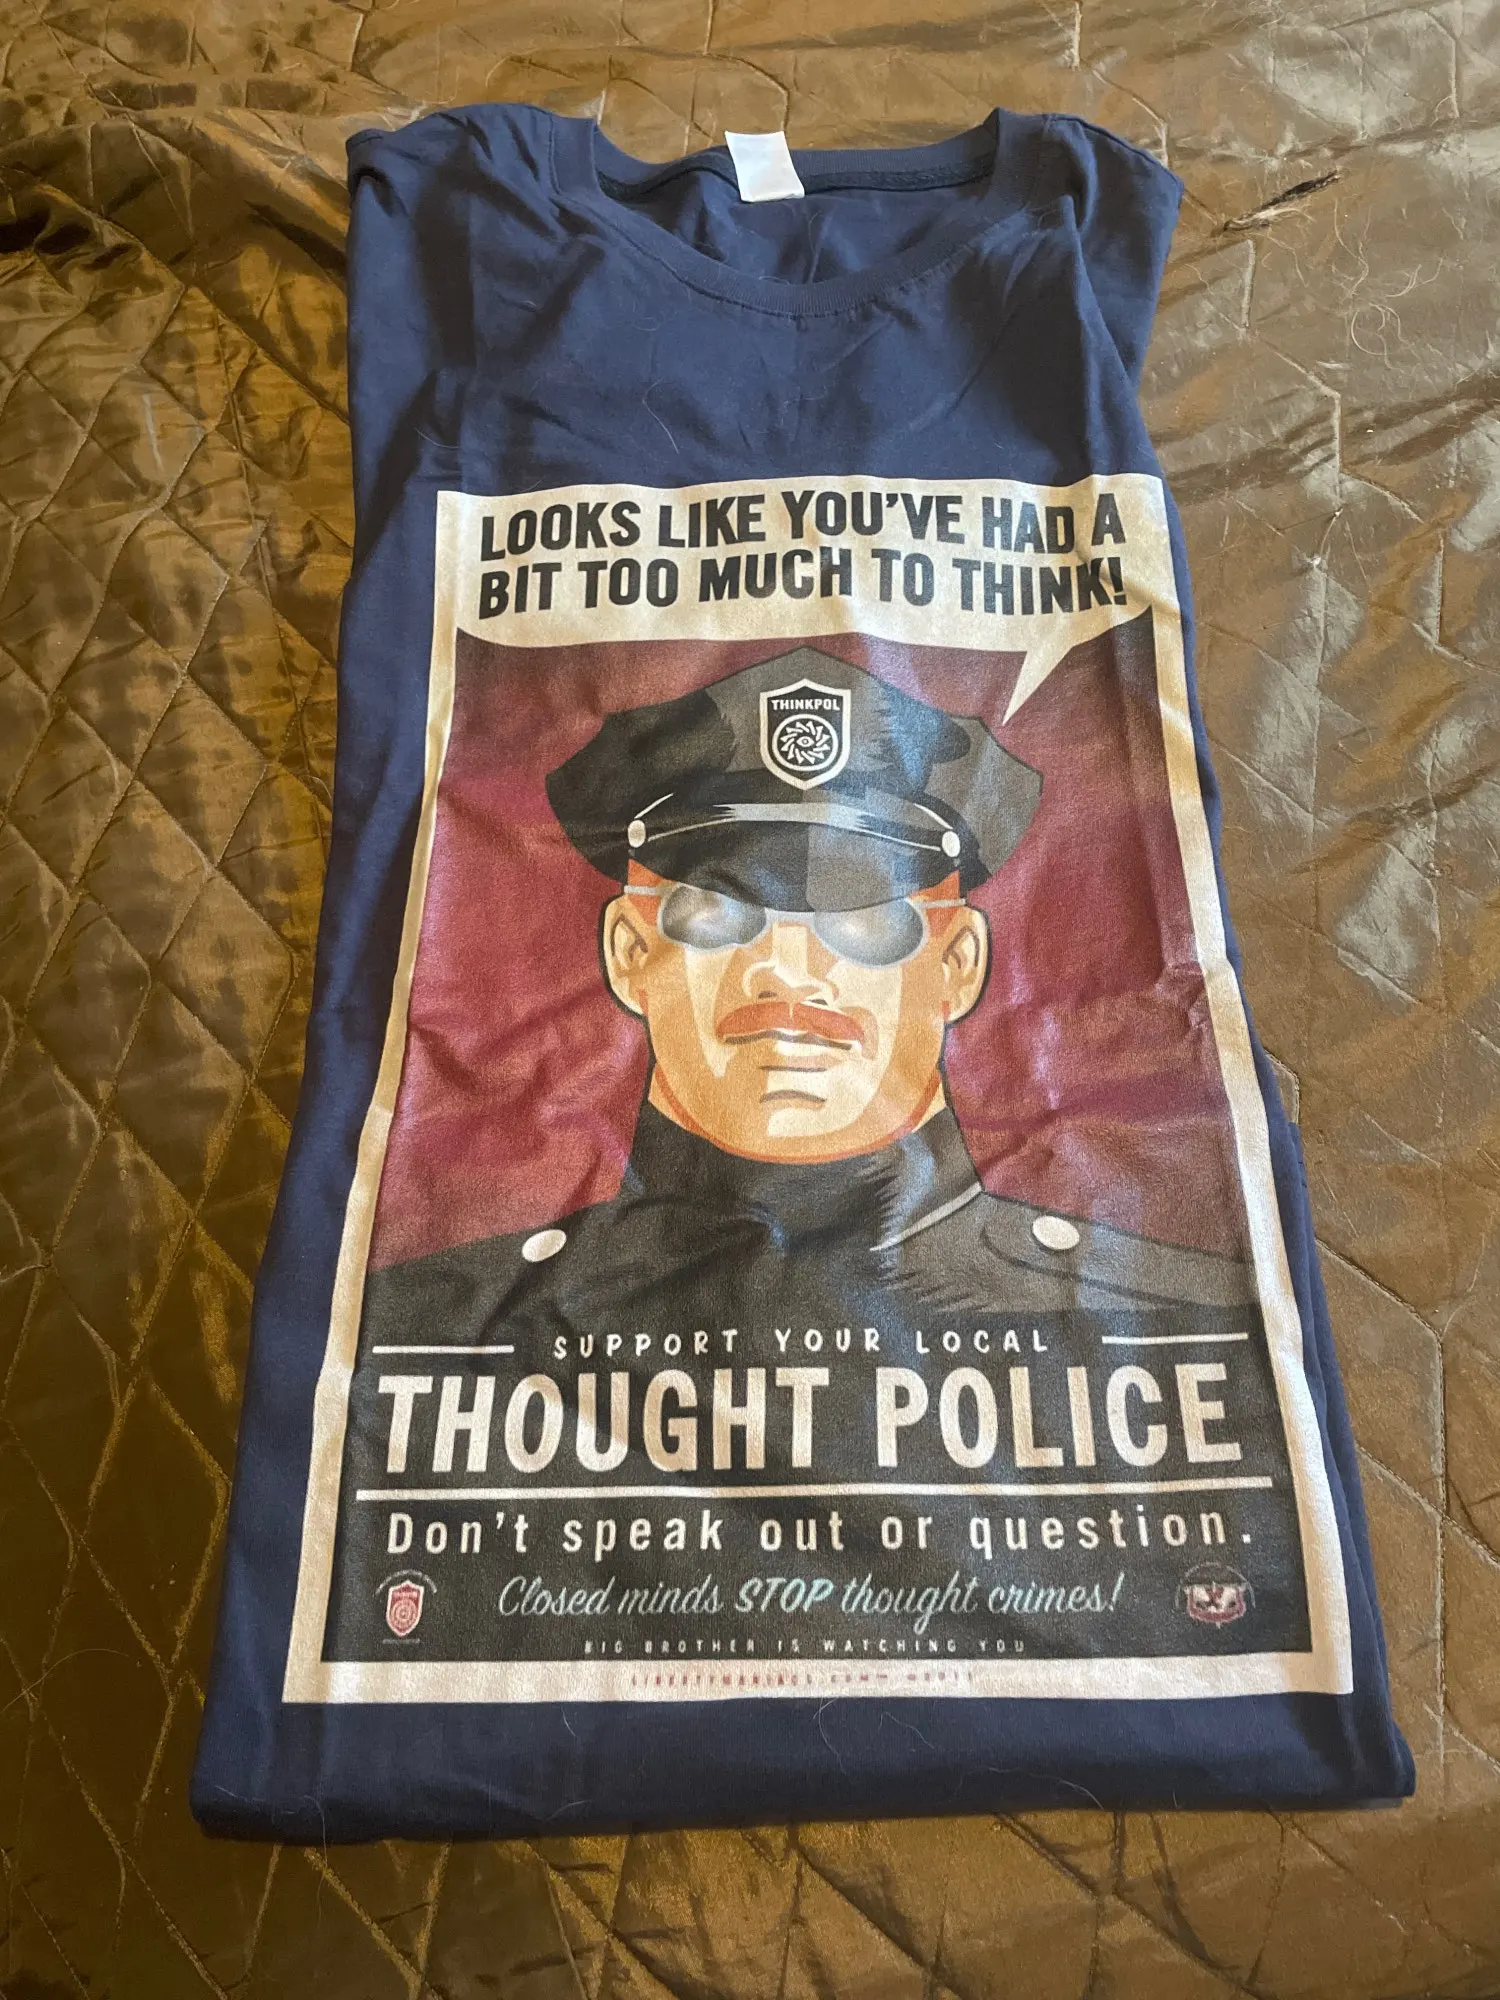 LOOKS LIKE YOU'VE HAD A
BIT TOO MUCH TO THINK!
THINKPOL
SUPPORT YOUR LOCAL
THOUGHT POLICE
Don't speak out or question.
Closed minds STOP thought crimes!
BIG BROTHER IS WATCHING YOU